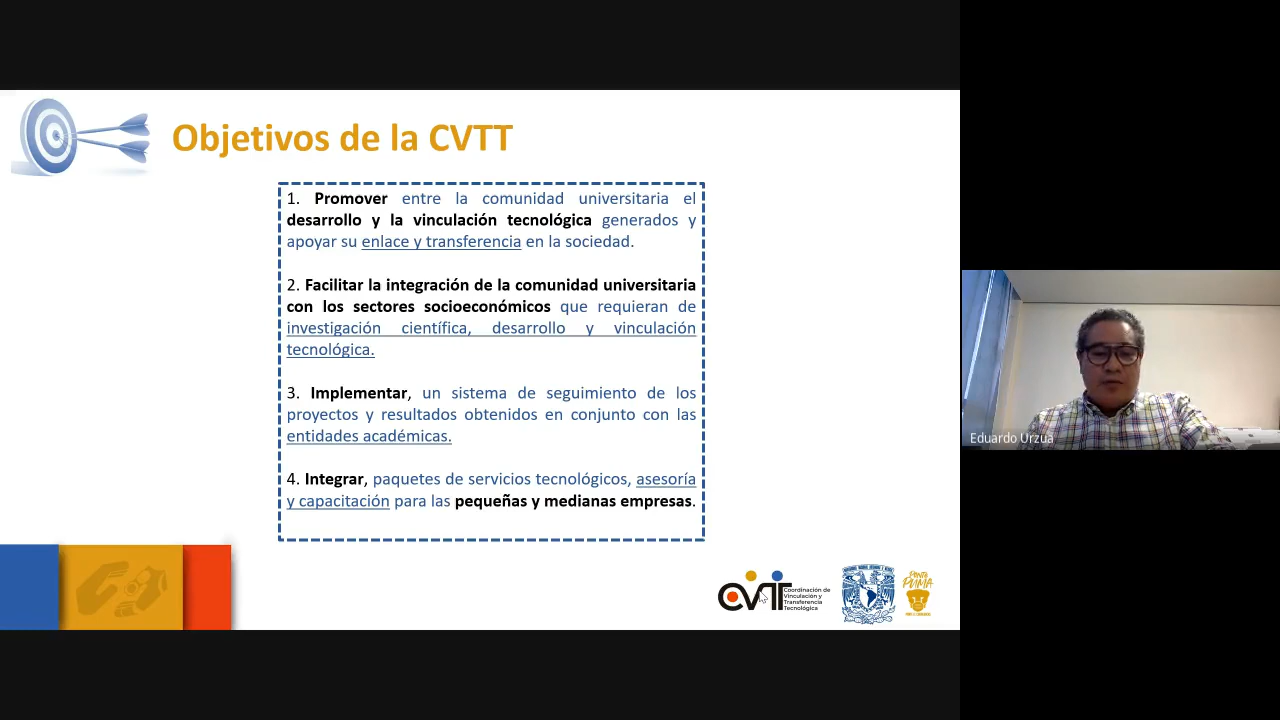 Objetivos de la CVTT
1. Promover entre la comunidad universitaria el
desarrollo y la vinculación tecnológica generados y
apoyar su enlace y transferencia en la sociedad.
2. Facilitar la integración de la comunidad universitaria
con los sectores socioeconómicos que requieran de
investigación científica, desarrollo y vinculación
tecnológica.
3. Implementar, un sistema de seguimiento de los
proyectos y resultados obtenidos en conjunto con las
entidades académicas.
4. Integrar, paquetes de servicios tecnológicos, asesoría
y capacitación para las pequeñas y medianas empresas.
Eduardo Urzua
CVTT
Coordinación de
Vinculación y
Transferencia
Tecnológica
PONTE
PUMA